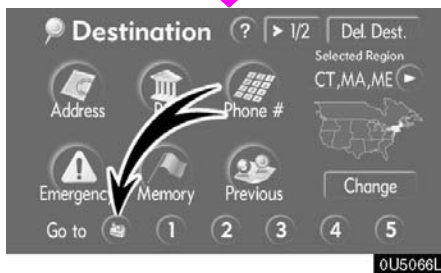 Destination ? > 1/2 Del. Dest.
Selected Region
CT,MA,ME
Address Phone #
Emergency Memory Previous
Change
Go to 1 2 3 4 5
0U5066L